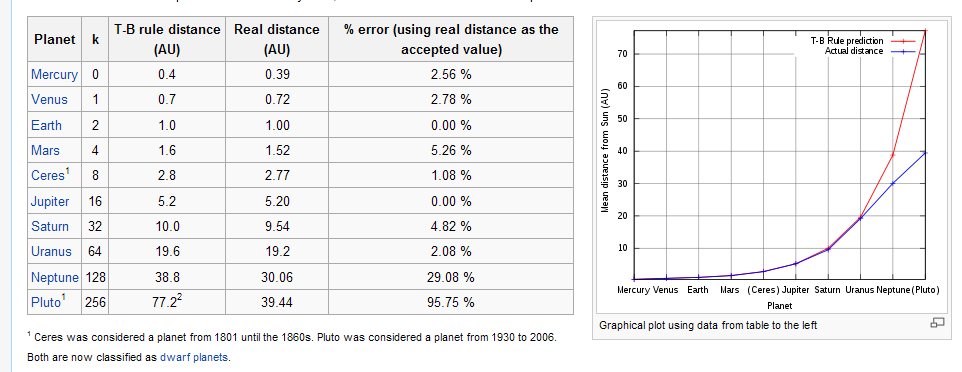 Planet k T-B rule distance (AU) Real distance (AU) % error (using real distance as the accepted value)
Mercury 0 0.4 0.39 2.56 %
Venus 1 0.7 0.72 2.78 %
Earth 2 1.0 1.00 0.00 %
Mars 4 1.6 1.52 5.26 %
Ceres1 8 2.8 2.77 1.08 %
Jupiter 16 5.2 5.20 0.00 %
Saturn 32 10.0 9.54 4.82 %
Uranus 64 19.6 19.2 2.08 %
Neptune 128 38.8 30.06 29.08 %
Pluto1 256 77.22 39.44 95.75 %
1 Ceres was considered a planet from 1801 until the 1860s. Pluto was considered a planet from 1930 to 2006.
Both are now classified as dwarf planets.
T-B Rule prediction
Actual distance
Mean distance from Sun (AU)
70
60
50
40
30
20
10
Mercury Venus Earth Mars (Ceres) Jupiter Saturn Uranus Neptune (Pluto)
Planet
Graphical plot using data from table to the left